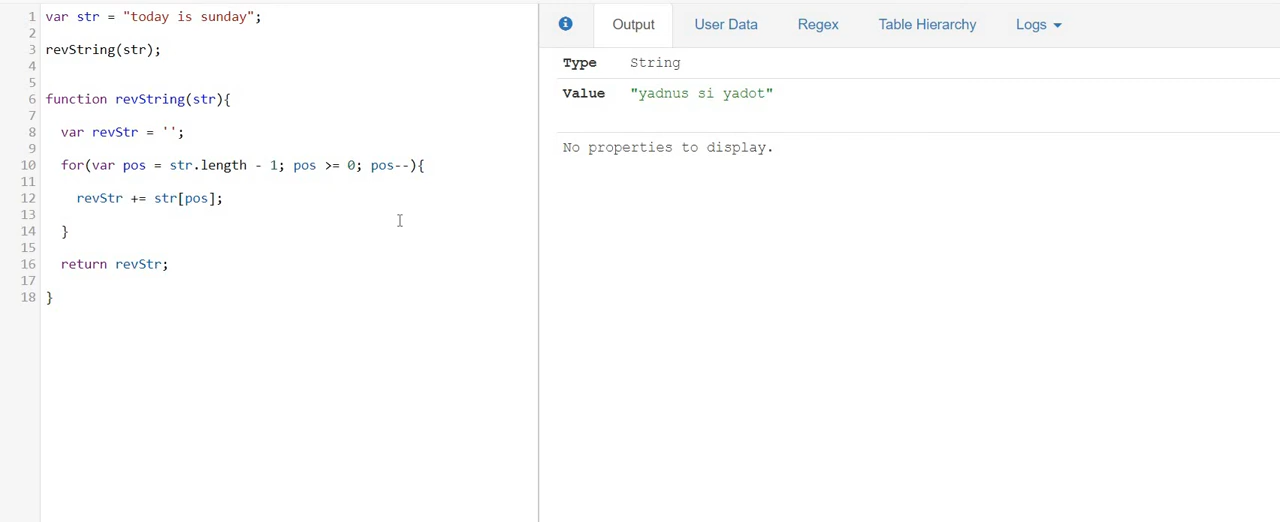 1 var str = "today is sunday";
2
3 revString(str);
4
5
6 function revString(str){
7
8 var revStr = '';
9
10 for(var pos = str.length - 1; pos >= 0; pos--){
11
12 revStr += str[pos];
13
14 }
15
16 return revStr;
17
18 }
Output User Data Regex Table Hierarchy Logs
Type String
Value "yadnus si yadot"
No properties to display.